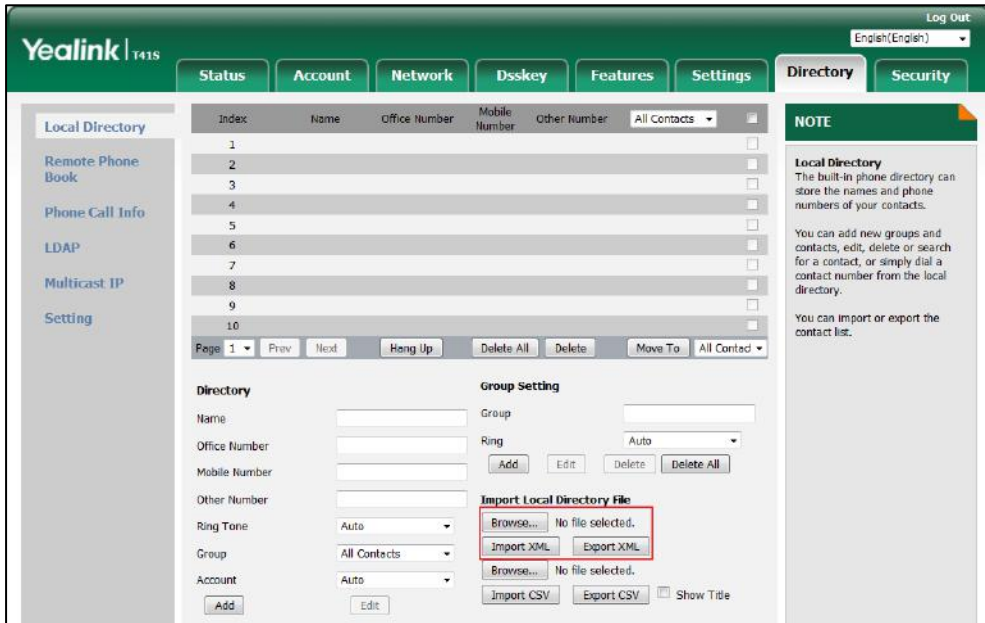 Log Out
Yealink T41S
English(English)
Status Account Network Dsskey Features Settings Directory Security
Local Directory
Remote Phone
Book
Phone Call Info
LDAP
Multicast IP
Setting
Index Name Office Number Mobile Number Other Number All Contacts
1
2
3
4
5
6
7
8
9
10
Page 1 Prev Next Hang Up Delete All Delete Move To All Contac
Directory
Name
Office Number
Mobile Number
Other Number
Ring Tone Auto
Group All Contacts
Account Auto
Add Edit
Group Setting
Group
Ring Auto
Add Edit Delete Delete All
Import Local Directory File
Browse... No file selected.
Import XML Export XML
Browse... No file selected.
Import CSV Export CSV Show Title
NOTE
Local Directory
The built-in phone directory can
store the names and phone
numbers of your contacts.
You can add new groups and
contacts, edit, delete or search
for a contact, or simply dial a
contact number from the local
directory.
You can import or export the
contact list.